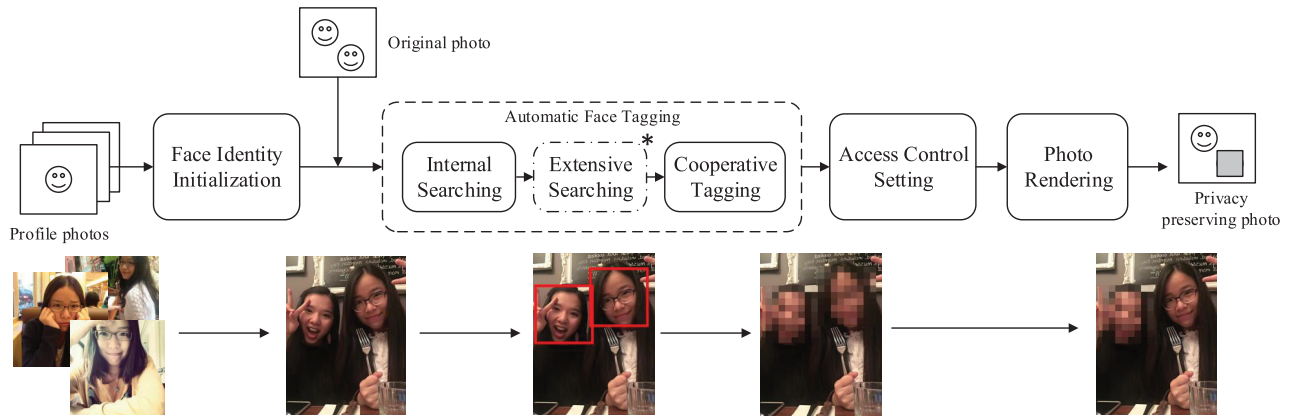 Original photo
Automatic Face Tagging
*
Face Identity
Initialization
Internal
Searching
Extensive
Searching
Cooperative
Tagging
Access Control
Setting
Photo
Rendering
Profile photos
Privacy
preserving photo